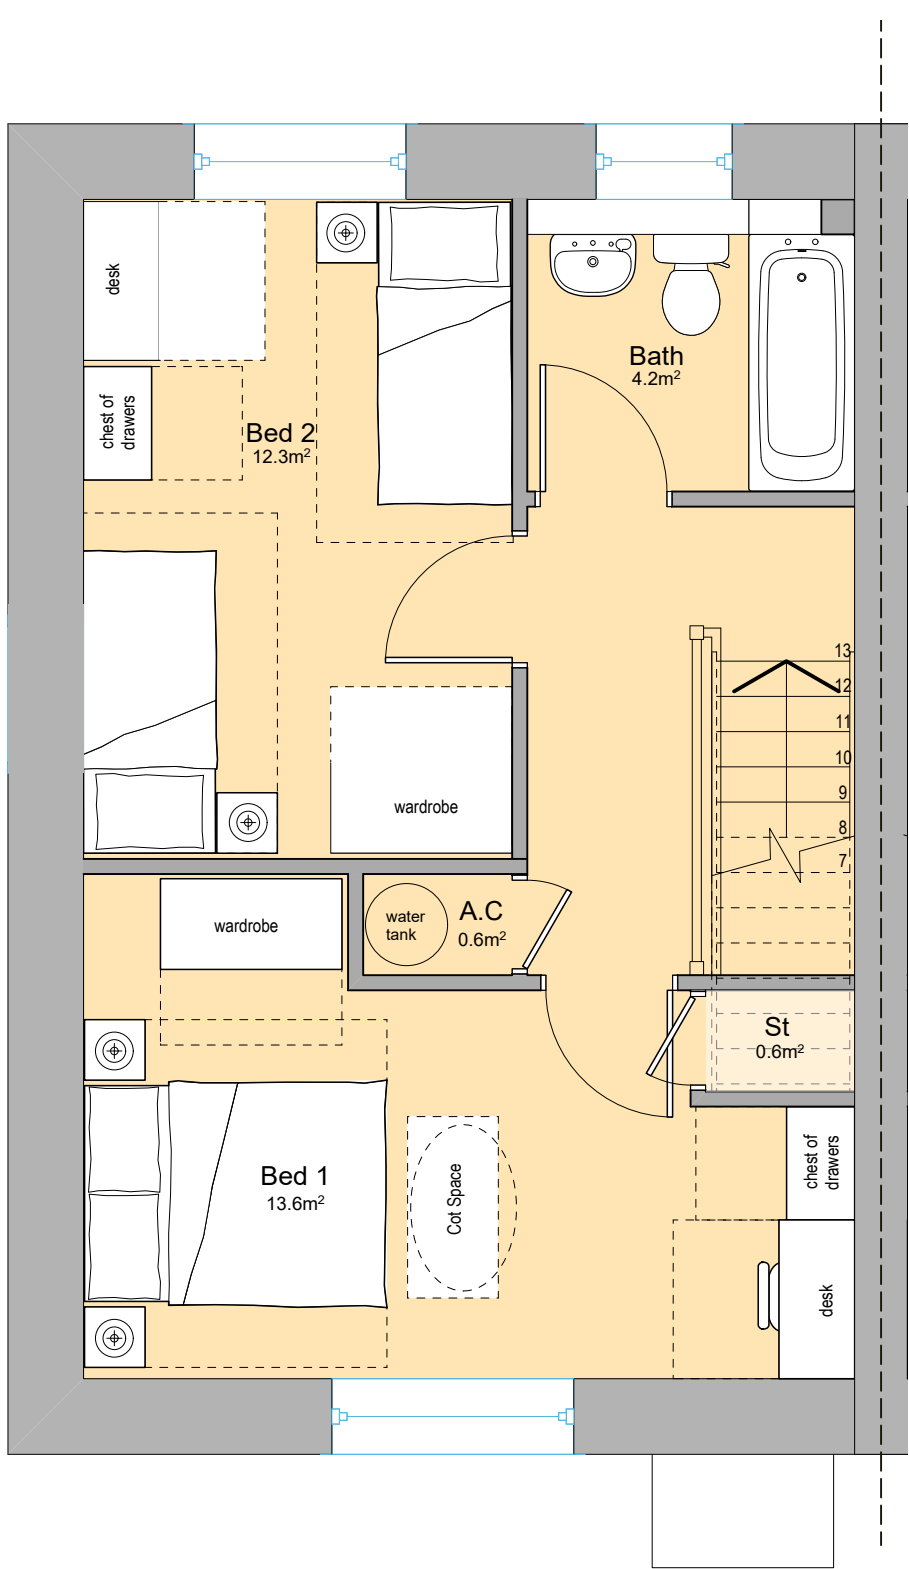 desk
Bath
4.2m²
chest of
drawers
Bed 2
12.3m²
13
12
11
10
9
8
7
wardrobe
wardrobe
water
tank
A.C
0.6m²
St
0.6m²
Bed 1
13.6m²
Cot Space
chest of
drawers
desk